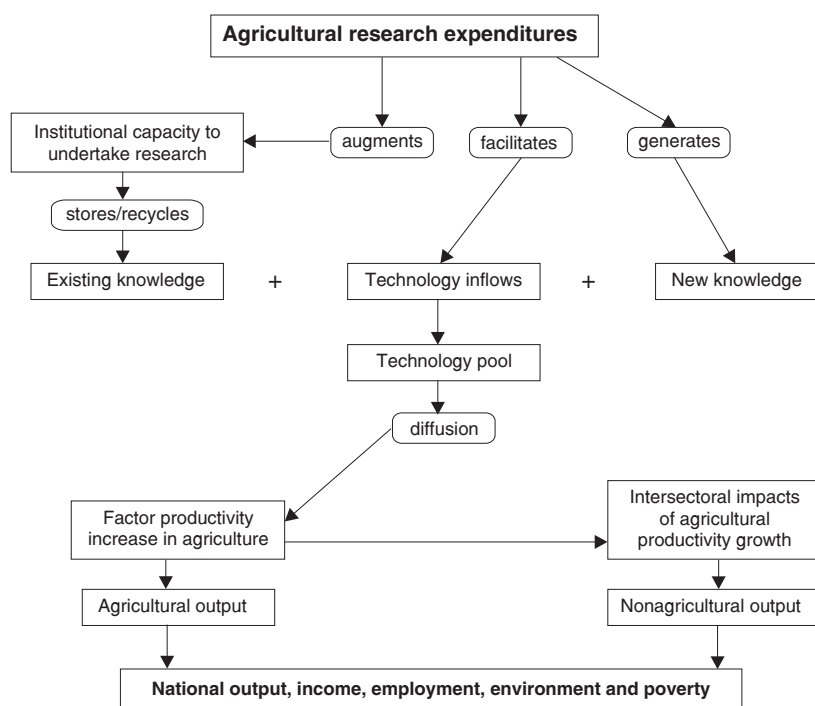 Agricultural research expenditures
Institutional capacity to
undertake research
augments
facilitates
generates
stores/recycles
Existing knowledge
+
Technology inflows
+
New knowledge
Technology pool
diffusion
Factor productivity
increase in agriculture
Intersectoral impacts
of agricultural
productivity growth
Agricultural output
Nonagricultural output
National output, income, employment, environment and poverty